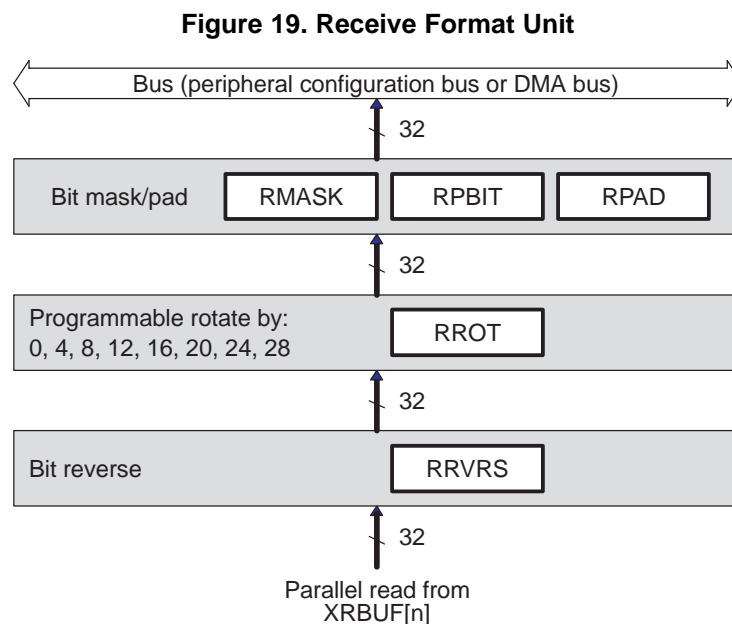 Figure 19. Receive Format Unit
Bus (peripheral configuration bus or DMA bus)
32
Bit mask/pad RMASK RPBIT RPAD
32
Programmable rotate by:
0, 4, 8, 12, 16, 20, 24, 28 RROT
32
Bit reverse RRVRS
32
Parallel read from
XRBUF[n]